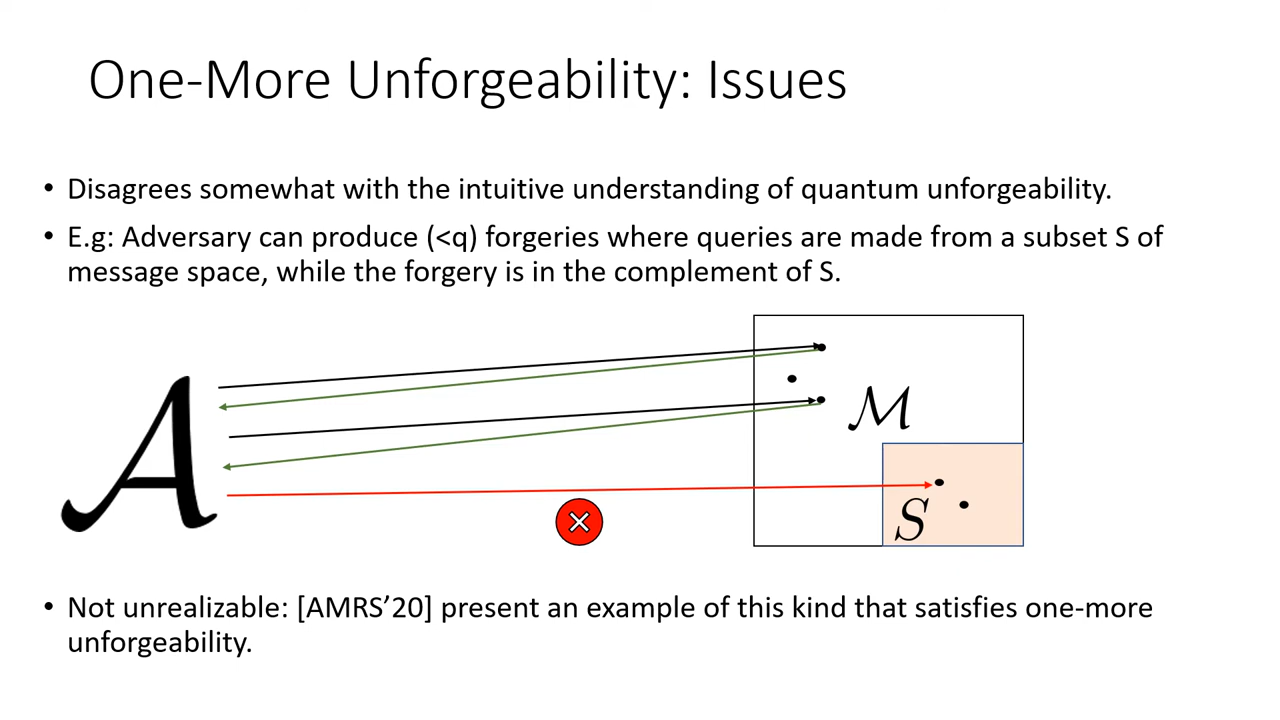 One-More Unforgeability: Issues
• Disagrees somewhat with the intuitive understanding of quantum unforgeability.
• E.g: Adversary can produce (<q) forgeries where queries are made from a subset S of
message space, while the forgery is in the complement of S.
𝒜
ℳ
S
• Not unrealizable: [AMRS’20] present an example of this kind that satisfies one-more
unforgeability.